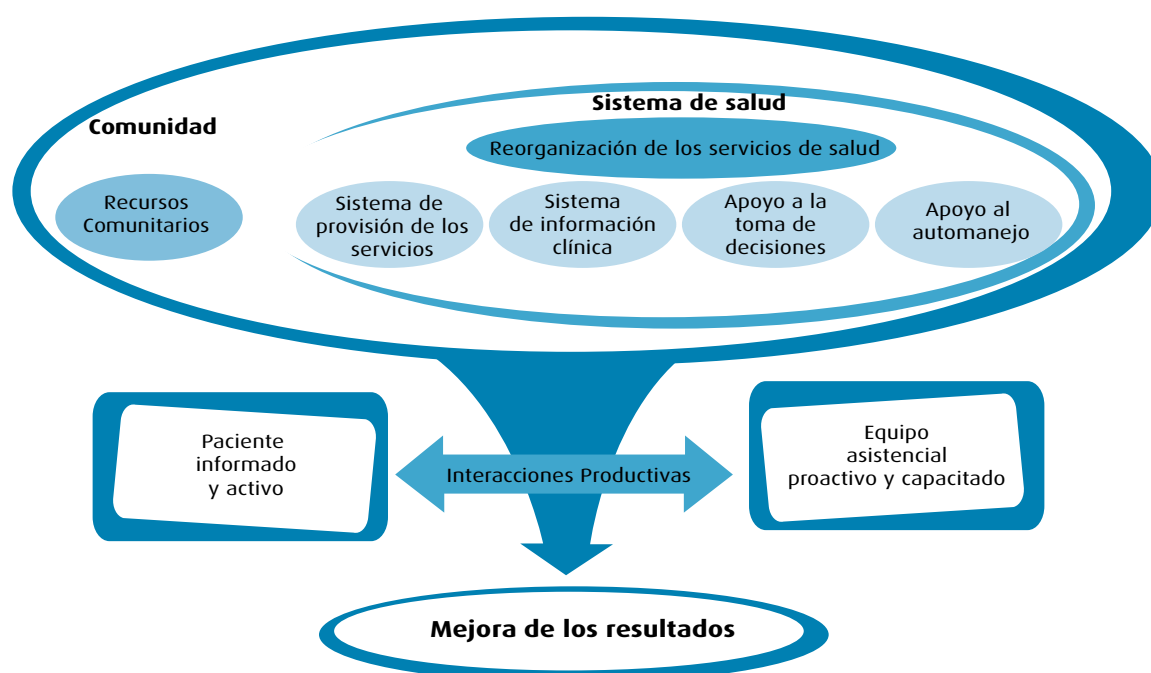 Comunidad
Sistema de salud
Reorganización de los servicios de salud
Recursos
Comunitarios
Sistema de
provisión de los
servicios
Sistema
de información
clínica
Apoyo a la
toma de
decisiones
Apoyo al
automanejo
Paciente
informado
y activo
Interacciones Productivas
Equipo
asistencial
proactivo y capacitado
Mejora de los resultados